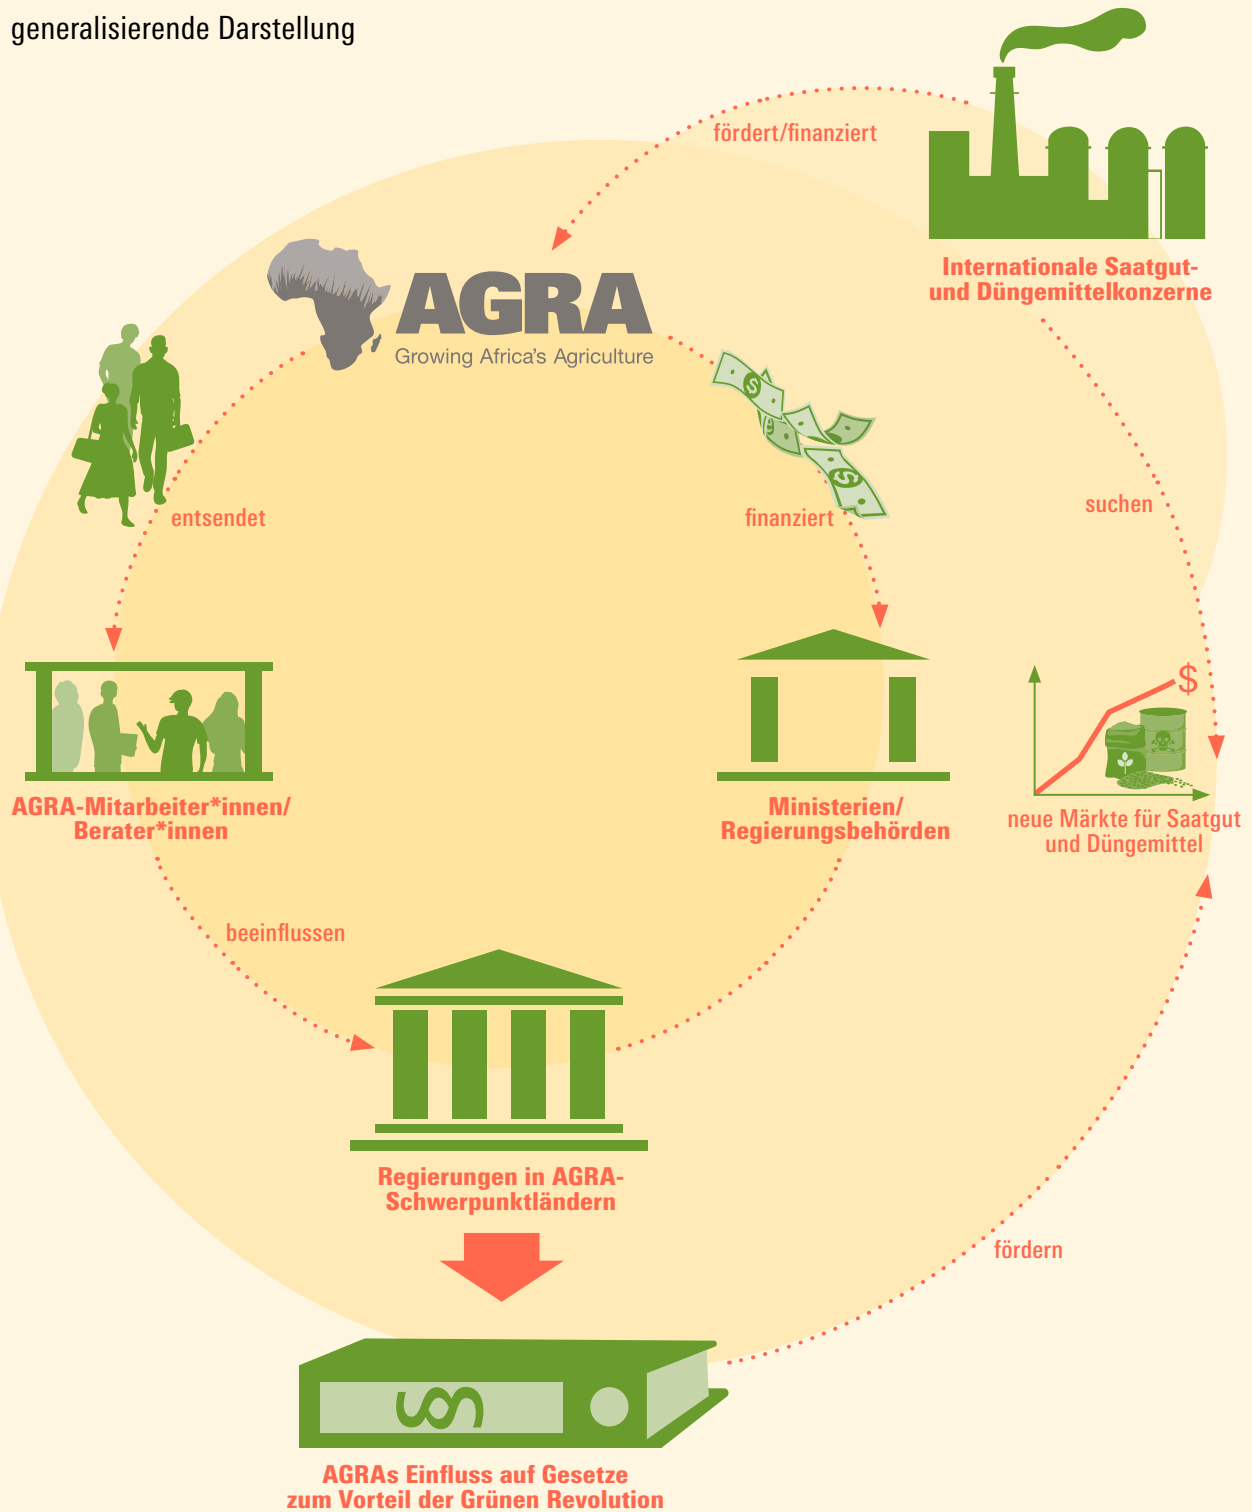 generalisierende Darstellung
fördert/finanziert
Internationale Saatgut-
und Düngemittelkonzerne
AGRA
Growing Africa's Agriculture
$
$
entsendet
finanziert
suchen
$
AGRA-Mitarbeiter*innen/
Berater*innen
Ministerien/
Regierungsbehörden
neue Märkte für Saatgut
und Düngemittel
beeinflussen
Regierungen in AGRA-
Schwerpunktländern
fördern
§
AGRAs Einfluss auf Gesetze
zum Vorteil der Grünen Revolution